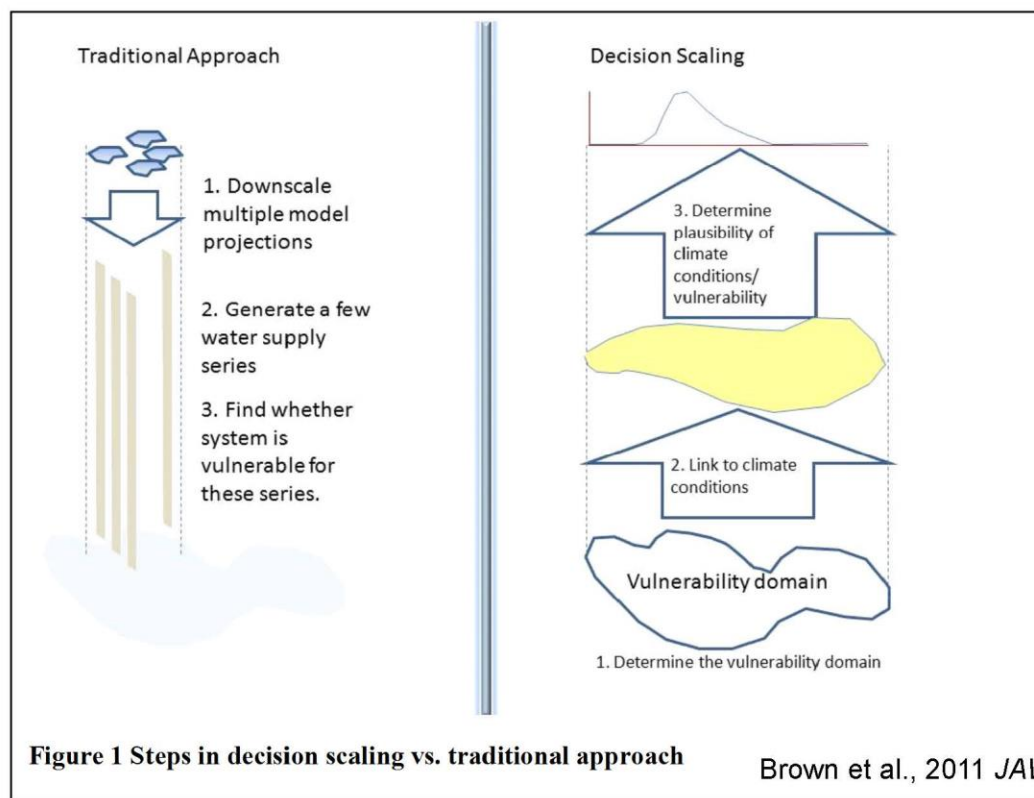 Traditional Approach
1. Downscale
multiple model
projections
2. Generate a few
water supply
series
3. Find whether
system is
vulnerable for
these series.
Decision Scaling
3. Determine
plausibility of
climate
conditions/
vulnerability
2. Link to climate
conditions
Vulnerability domain
1. Determine the vulnerability domain
Figure 1 Steps in decision scaling vs. traditional approach
Brown et al., 2011